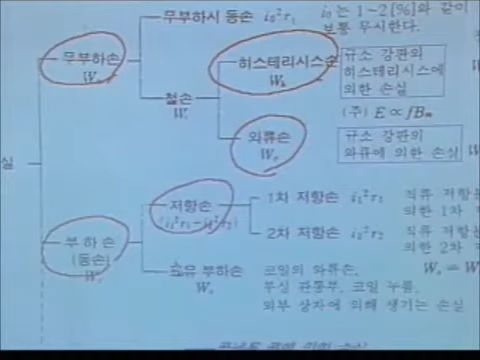 무부하시 동손 i₀²r₁ i₀ 는 1~2 [%]와 같이
보통 무시한다.
무부하손
히스테리시스손
Wₕ
규소 강판의
히스테리시스에
의한 손실
철손
Wᵢ
(주) E ∝ fBₘ
와류손
Wₑ
규소 강판의
와류에 의한 손실
실
저항손
1차 저항손 i₁²r₁ 직류 저항
의한 1차
2차 저항손 i₂²r₂ 직류 저항
의한 2차
부 하 손
(동손)
표유 부하손
코일의 와류손,
부싱 관통부, 코일 누름,
외부 상자에 의해 생기는 손실